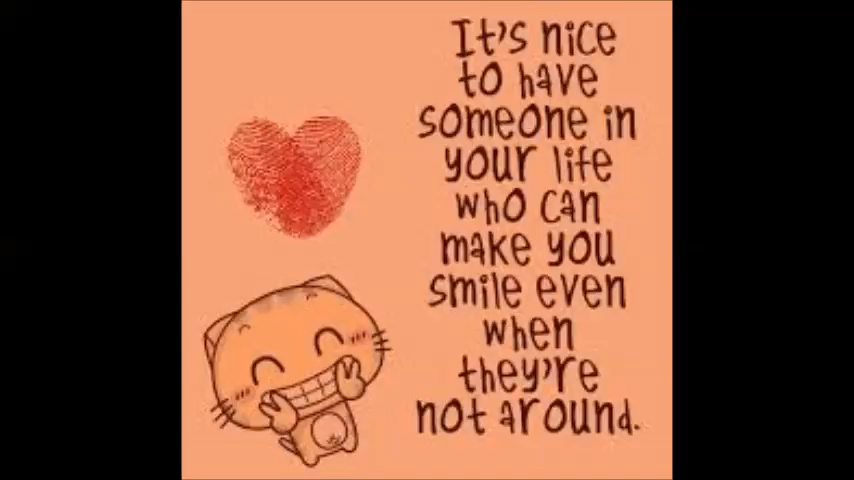 It's nice
to have
someone in
your life
who can
make you
smile even
when
they're
not around.